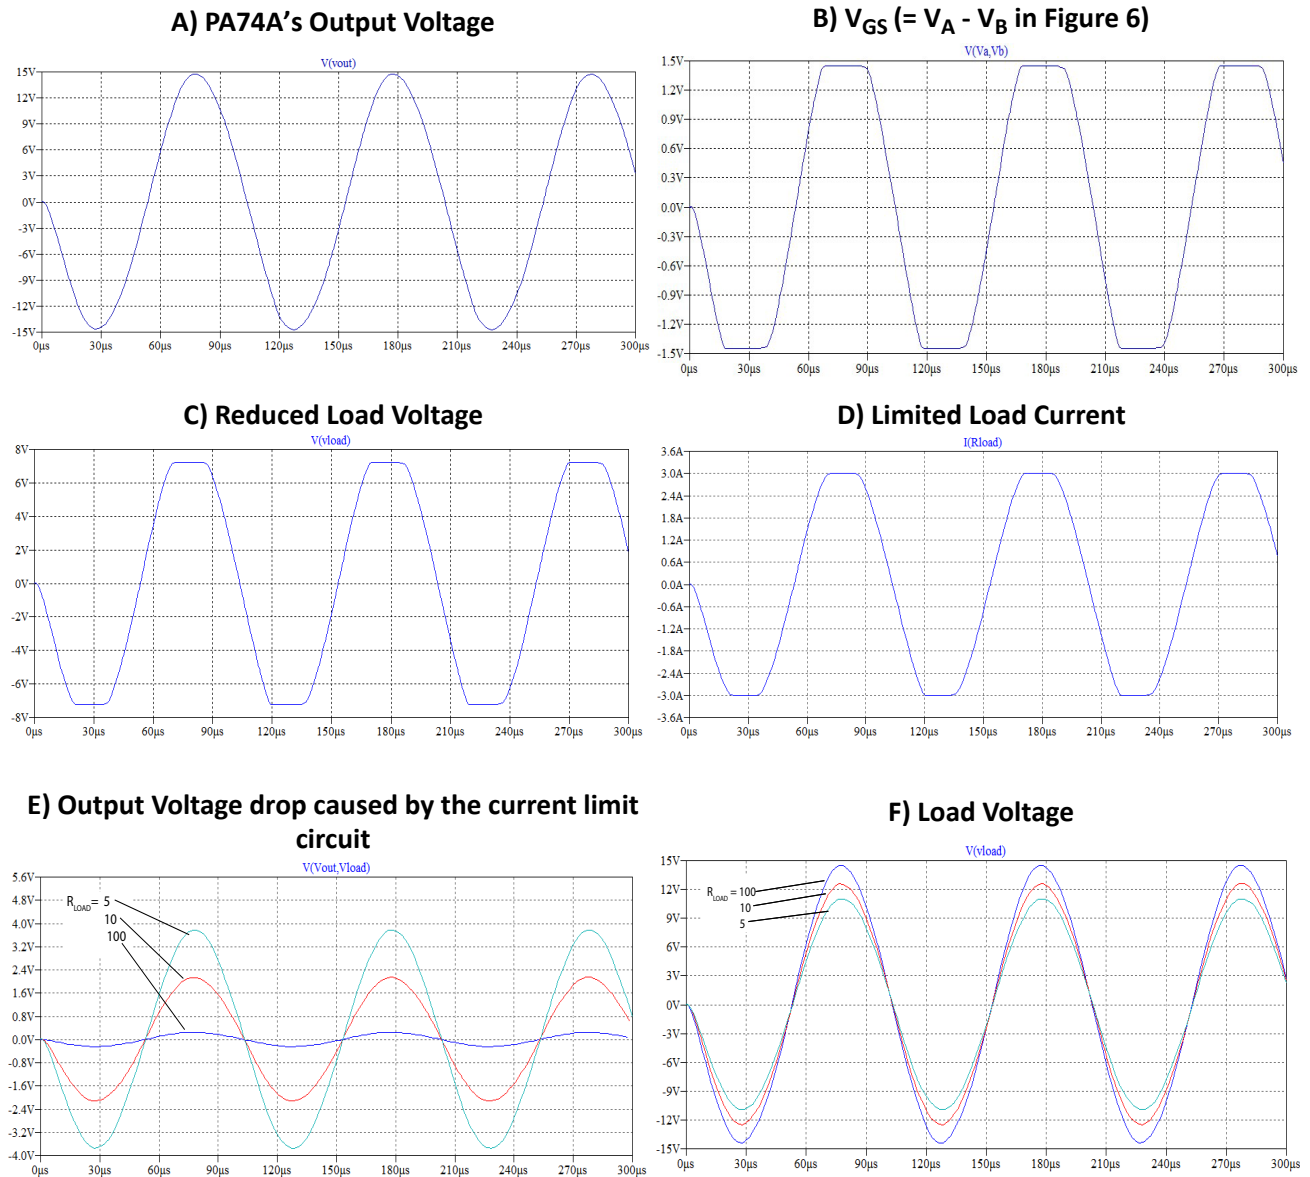 A) PA74A’s Output Voltage
V(vout)
15V
12V
9V
6V
3V
0V
-3V
-6V
-9V
-12V
-15V
0µs 30µs 60µs 90µs 120µs 150µs 180µs 210µs 240µs 270µs 300µs
B) VGS (= VA - VB in Figure 6)
V(Va,Vb)
1.5V
1.2V
0.9V
0.6V
0.3V
0.0V
-0.3V
-0.6V
-0.9V
-1.2V
-1.5V
0µs 30µs 60µs 90µs 120µs 150µs 180µs 210µs 240µs 270µs 300µs
C) Reduced Load Voltage
V(vload)
8V
6V
4V
2V
0V
-2V
-4V
-6V
-8V
0µs 30µs 60µs 90µs 120µs 150µs 180µs 210µs 240µs 270µs 300µs
D) Limited Load Current
I(Rload)
3.6A
3.0A
2.4A
1.8A
1.2A
0.6A
0.0A
-0.6A
-1.2A
-1.8A
-2.4A
-3.0A
-3.6A
0µs 30µs 60µs 90µs 120µs 150µs 180µs 210µs 240µs 270µs 300µs
E) Output Voltage drop caused by the current limit
circuit
V(Vout,Vload)
5.6V
4.8V
4.0V
3.2V
2.4V
1.6V
0.8V
0.0V
-0.8V
-1.6V
-2.4V
-3.2V
-4.0V
RLOAD= 5
10
100
0µs 30µs 60µs 90µs 120µs 150µs 180µs 210µs 240µs 270µs 300µs
F) Load Voltage
V(vload)
15V
12V
9V
6V
3V
0V
-3V
-6V
-9V
-12V
-15V
RLOAD = 100
10
5
0µs 30µs 60µs 90µs 120µs 150µs 180µs 210µs 240µs 270µs 300µs